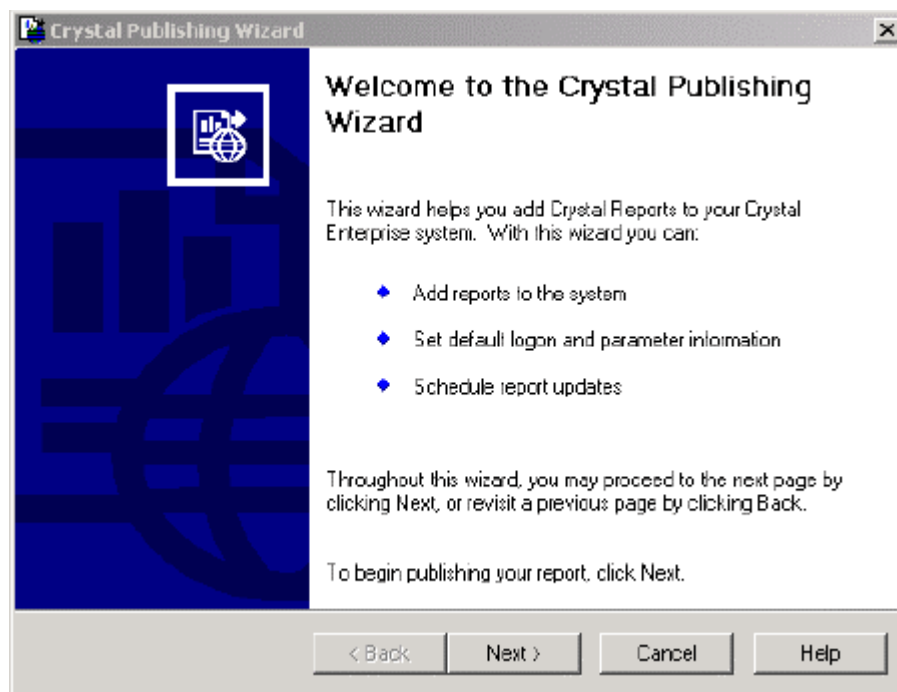 Crystal Publishing Wizard
Welcome to the Crystal Publishing
Wizard
This wizard helps you add Crystal Reports to your Crystal
Enterprise system. With this wizard you can:
Add reports to the system
Set default logon and parameter information
Schedule report updates
Throughout this wizard, you may proceed to the next page by
clicking Next, or revisit a previous page by clicking Back.
To begin publishing your report, click Next.
< Back Next > Cancel Help